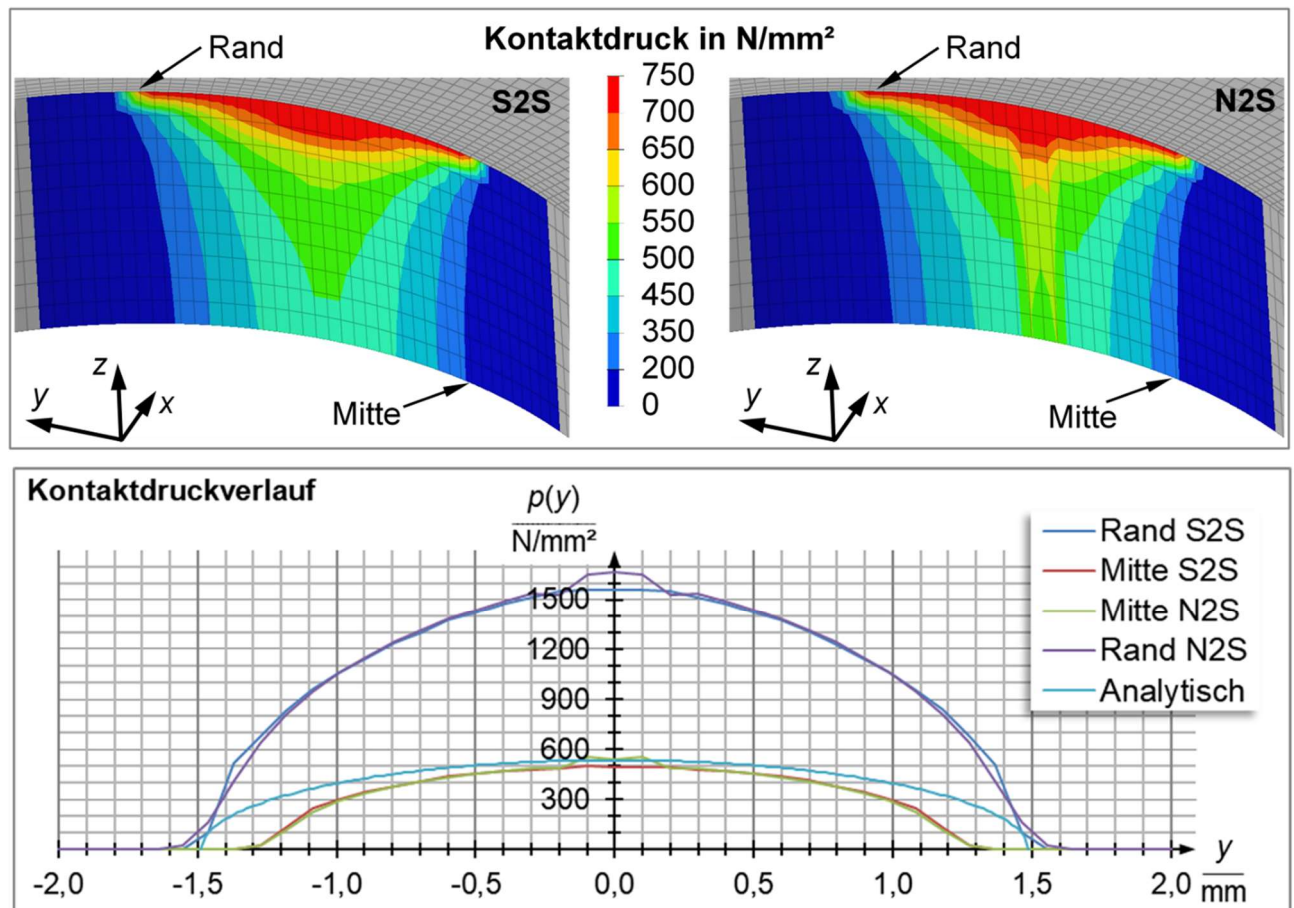 Kontaktdruck in N/mm²
Rand
S2S
750
700
650
600
550
500
450
350
200
0
Rand
N2S
z
y
x
Mitte
z
y
x
Mitte
Kontaktdruckverlauf
p(y)
N/mm²
1500
1200
900
600
300
Rand S2S
Mitte S2S
Mitte N2S
Rand N2S
Analytisch
-2,0 -1,5 -1,0 -0,5 0,0 0,5 1,0 1,5 2,0
y
mm